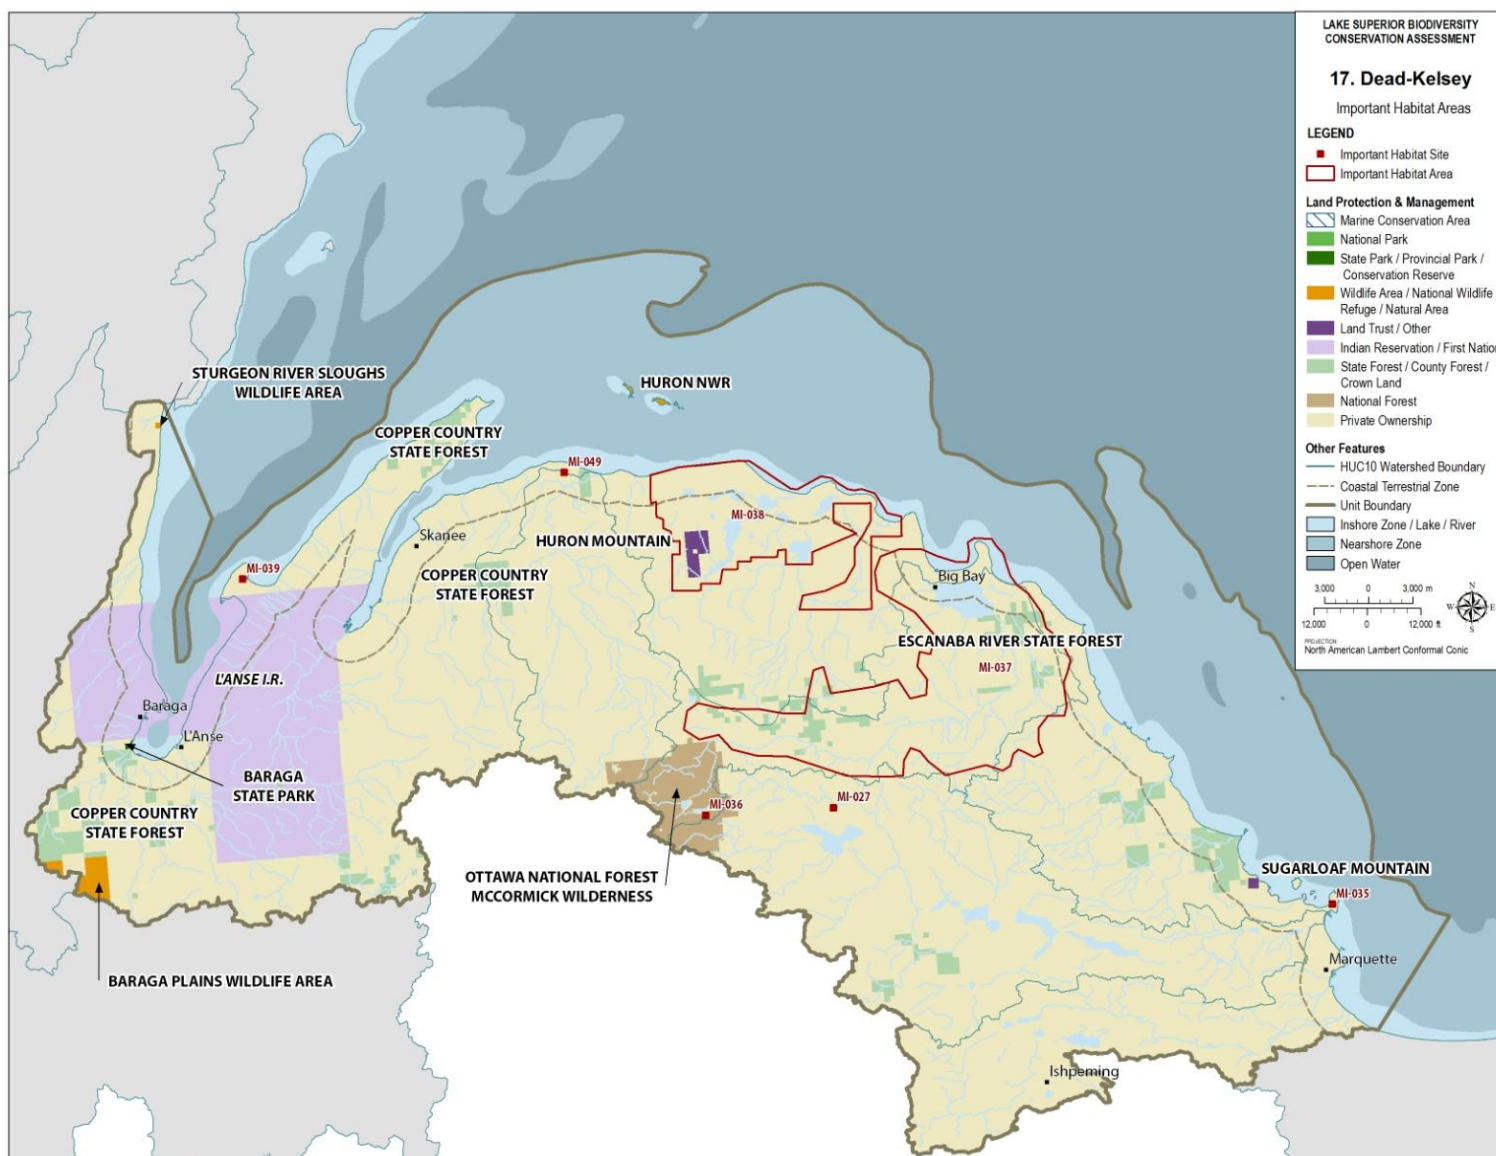 LAKE SUPERIOR BIODIVERSITY
CONSERVATION ASSESSMENT
17. Dead-Kelsey
Important Habitat Areas
LEGEND
Important Habitat Site
Important Habitat Area
Land Protection & Management
Marine Conservation Area
National Park
State Park / Provincial Park /
Conservation Reserve
Wildlife Area / National Wildlife
Refuge / Natural Area
Land Trust / Other
Indian Reservation / First Nation
State Forest / County Forest /
Crown Land
National Forest
Private Ownership
Other Features
HUC10 Watershed Boundary
Coastal Terrestrial Zone
Unit Boundary
Inshore Zone / Lake / River
Nearshore Zone
Open Water
3,000 0 3,000 m
12,000 0 12,000 ft
N
W E
S
PROJECTION:
North American Lambert Conformal Conic
STURGEON RIVER SLOUGHS
WILDLIFE AREA
HURON NWR
COPPER COUNTRY
STATE FOREST
MI-049
MI-038
Skanee
HURON MOUNTAIN
MI-039
COPPER COUNTRY
STATE FOREST
Big Bay
ESCANABA RIVER STATE FOREST
MI-037
L'ANSE I.R.
Baraga
L'Anse
BARAGA
STATE PARK
COPPER COUNTRY
STATE FOREST
MI-036
MI-027
OTTAWA NATIONAL FOREST
MCCORMICK WILDERNESS
SUGARLOAF MOUNTAIN
MI-035
Marquette
BARAGA PLAINS WILDLIFE AREA
Ishpeming